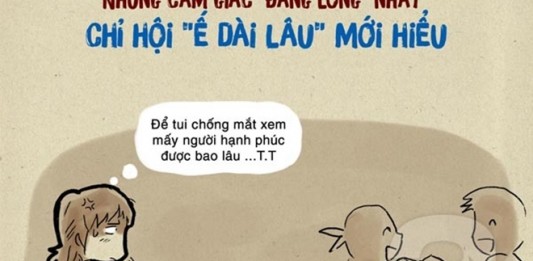 NHỮNG CẢM GIÁC "ĐẮNG LÒNG" NHẤT
CHỈ HỘI "Ế DÀI LÂU" MỚI HIỂU
Để tui chống mắt xem
mấy người hạnh phúc
được bao lâu ...T.T